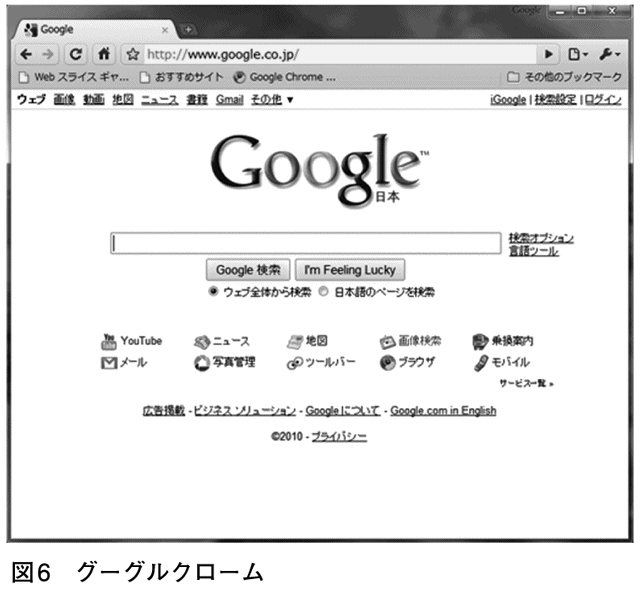 Google
Google
http://www.google.co.jp/
Web スライス ギャ... おすすめサイト Google Chrome ... その他のブックマーク
ウェブ 画像 動画 地図 ニュース 書籍 Gmail その他 ▼ iGoogle | 検索設定 | ログイン
Google™
日本
検索オプション
言語ツール
Google 検索 I'm Feeling Lucky
ウェブ全体から検索 日本語のページを検索
You Tube YouTube ニュース 地図 画像検索 乗換案内
メール 写真管理 ツールバー ブラウザ モバイル
サービス一覧 »
広告掲載 - ビジネス ソリューション - Google について - Google.com in English
©2010 - プライバシー
図6 グーグルクローム